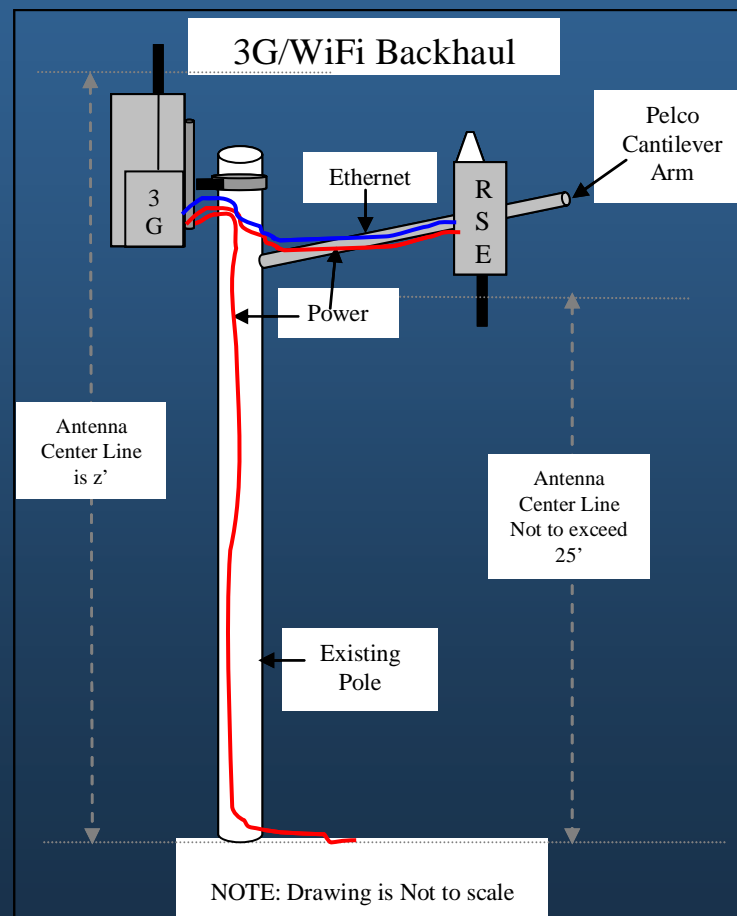 3G/WiFi Backhaul
Pelco
Cantilever
Arm
Ethernet
3
G
R
S
E
Power
Antenna
Center Line
is z’
Antenna
Center Line
Not to exceed
25’
Existing
Pole
NOTE: Drawing is Not to scale